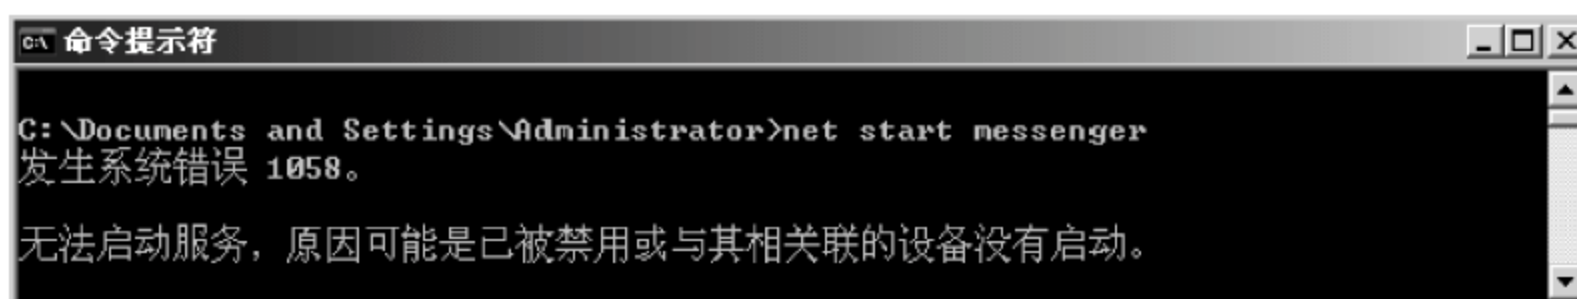 命令提示符
C:\Documents and Settings\Administrator>net start messenger
发生系统错误 1058。
无法启动服务，原因可能是已被禁用或与其相关联的设备没有启动。